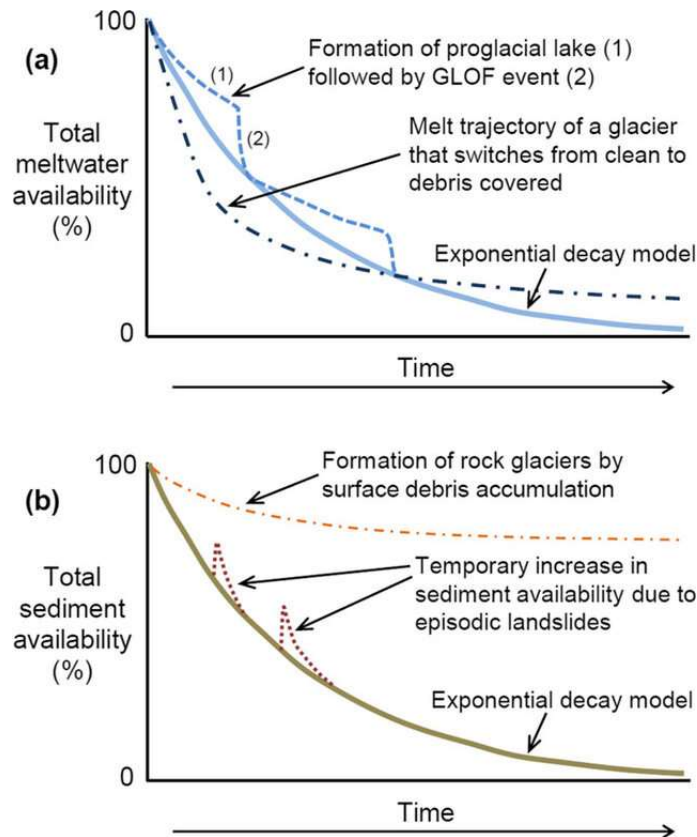 100
(a)
Total
meltwater
availability
(%)
0
(1)
(2)
Formation of proglacial lake (1)
followed by GLOF event (2)
Melt trajectory of a glacier
that switches from clean to
debris covered
Exponential decay model
Time
100
(b)
Total
sediment
availability
(%)
0
Formation of rock glaciers by
surface debris accumulation
Temporary increase in
sediment availability due to
episodic landslides
Exponential decay model
Time